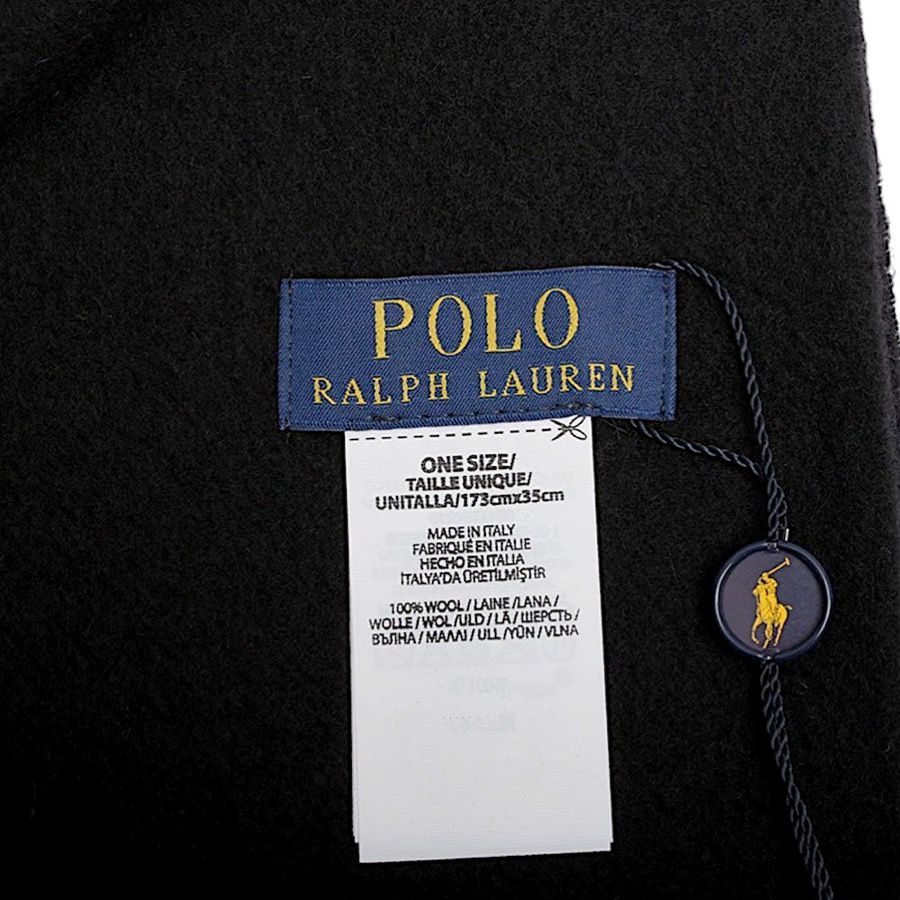 POLO
RALPH LAUREN
ONE SIZE/
TAILLE UNIQUE/
UNITALLA/173cmx35cm
MADE IN ITALY
FABRIQUÉ EN ITALIE
HECHO EN ITALIA
İTALYA'DA ÜRETİLMİŞTİR
100% WOOL / LAINE / LANA /
WOLLE / WOL / ULD / LÃ / ШЕРСТЬ /
ВЪЛНА / ΜΑΛΛΙ / ULL / YÜN / VLNA